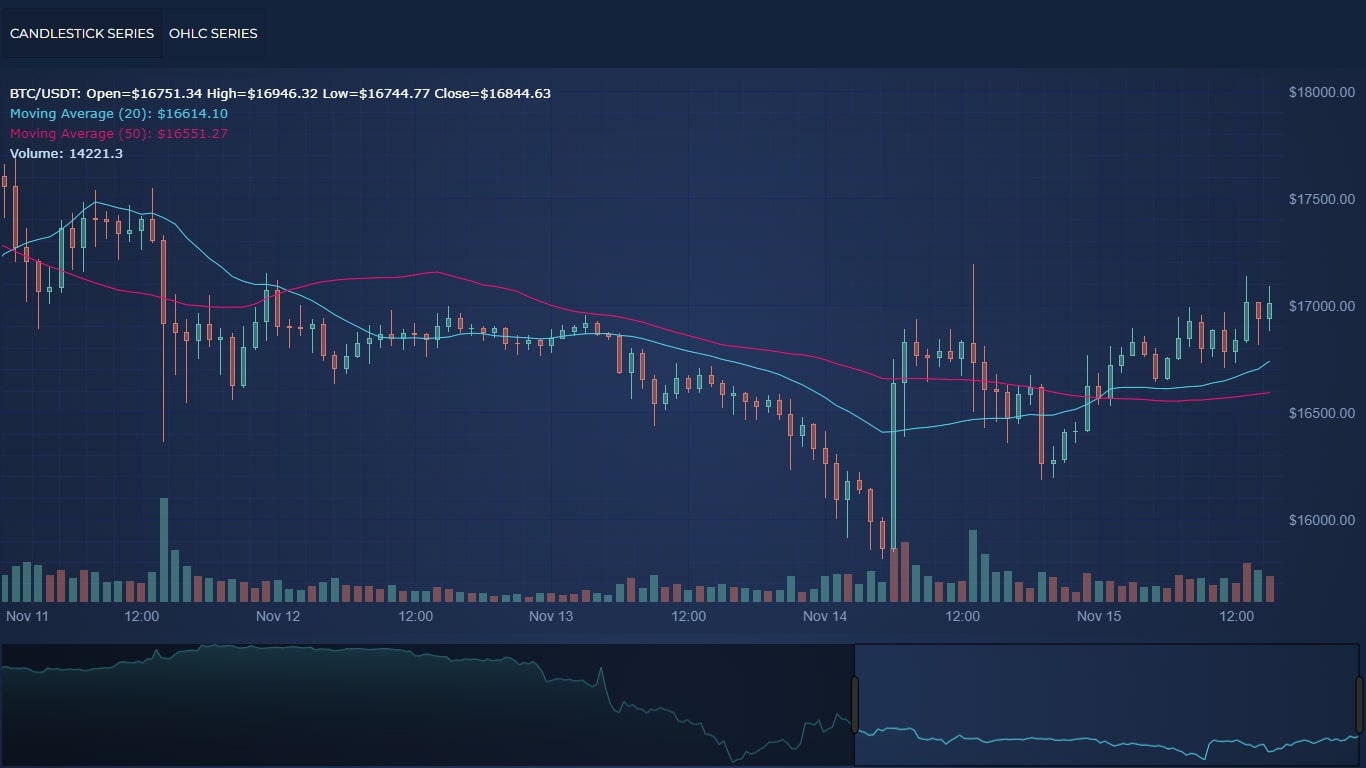 CANDLESTICK SERIES OHLC SERIES
BTC/USDT: Open=$16751.34 High=$16946.32 Low=$16744.77 Close=$16844.63
Moving Average (20): $16614.10
Moving Average (50): $16551.27
Volume: 14221.3
$18000.00
$17500.00
$17000.00
$16500.00
$16000.00
Nov 11 12:00 Nov 12 12:00 Nov 13 12:00 Nov 14 12:00 Nov 15 12:00